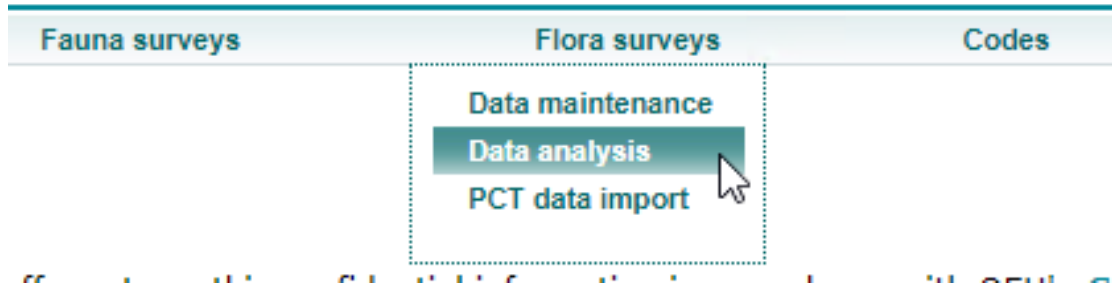 Fauna surveys Flora surveys Codes
Data maintenance
Data analysis
PCT data import